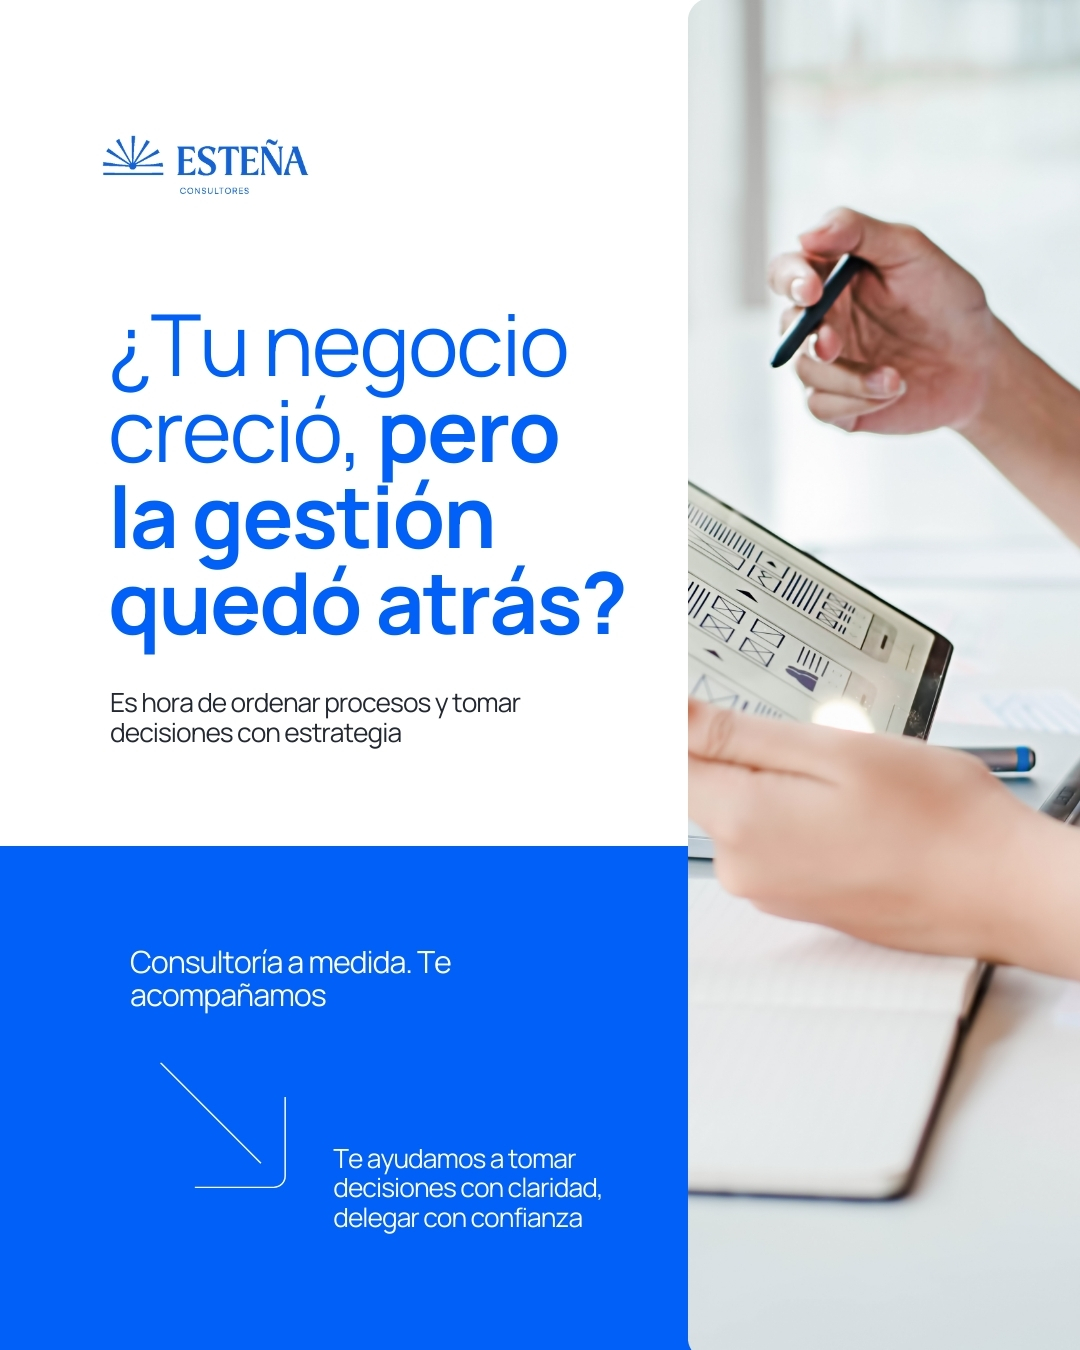 ESTEÑA
CONSULTORES
¿Tu negocio
creció, pero
la gestión
quedó atrás?
Es hora de ordenar procesos y tomar
decisiones con estrategia
Consultoría a medida. Te
acompañamos
Te ayudamos a tomar
decisiones con claridad,
delegar con confianza